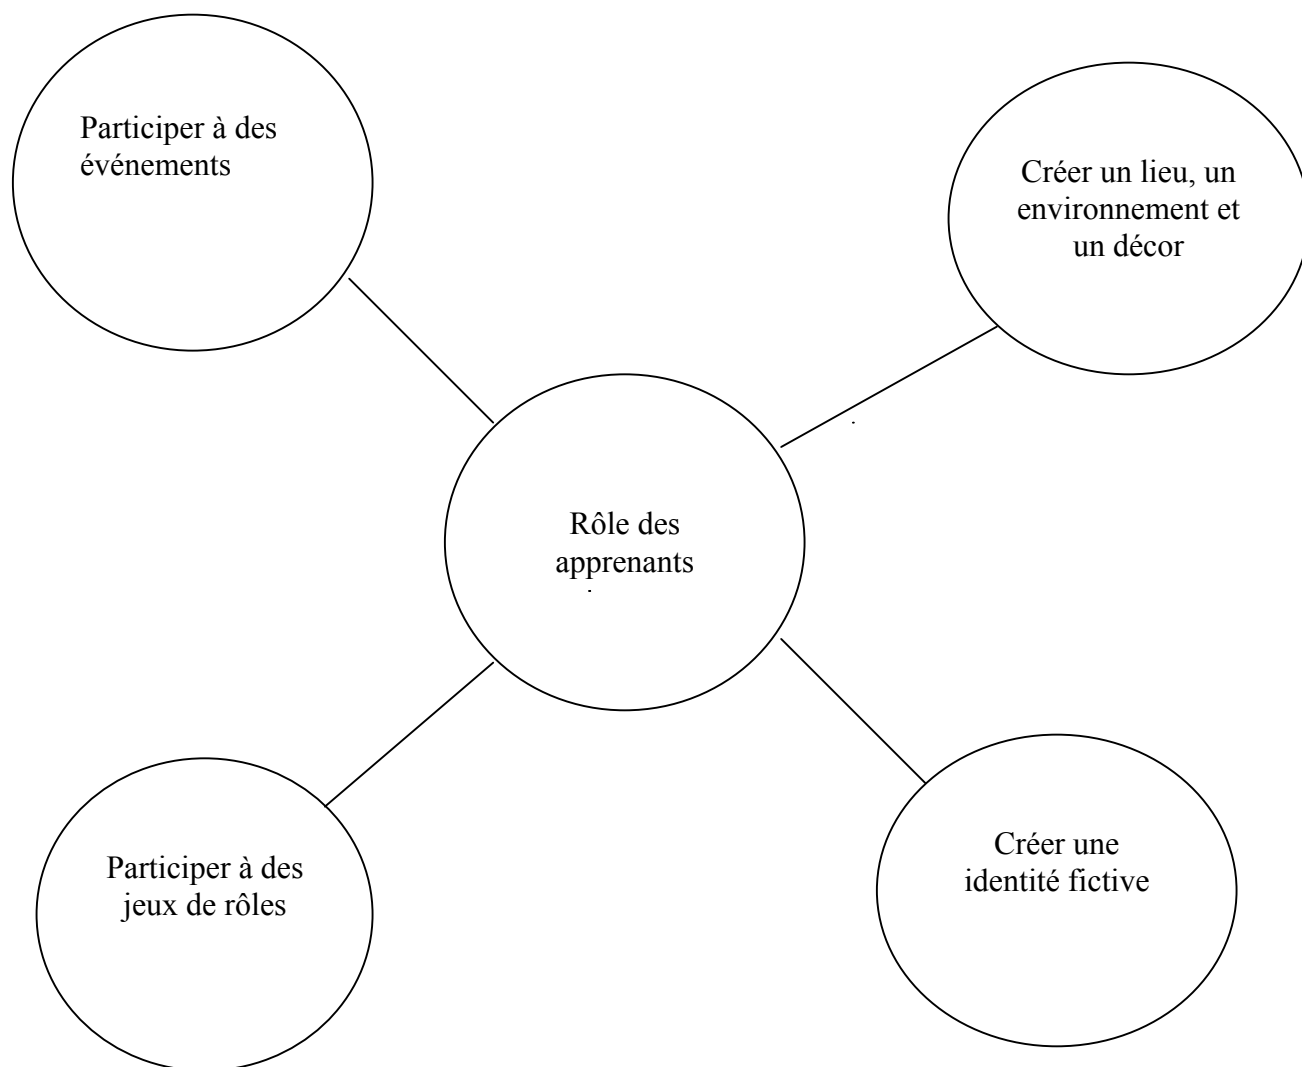 Participer à des
événements
Créer un lieu, un
environnement et
un décor
Rôle des
apprenants
Participer à des
jeux de rôles
Créer une
identité fictive